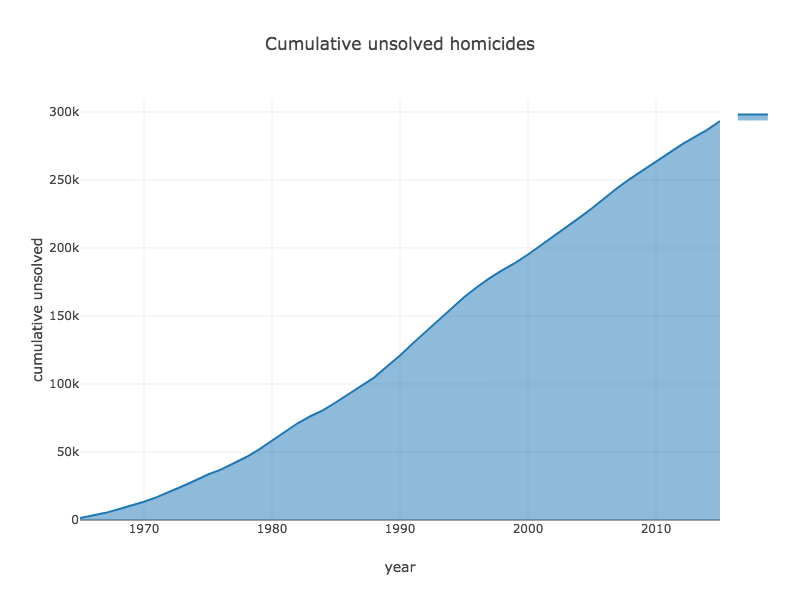 Cumulative unsolved homicides
300k
250k
200k
150k
100k
50k
0
cumulative unsolved
1970 1980 1990 2000 2010
year